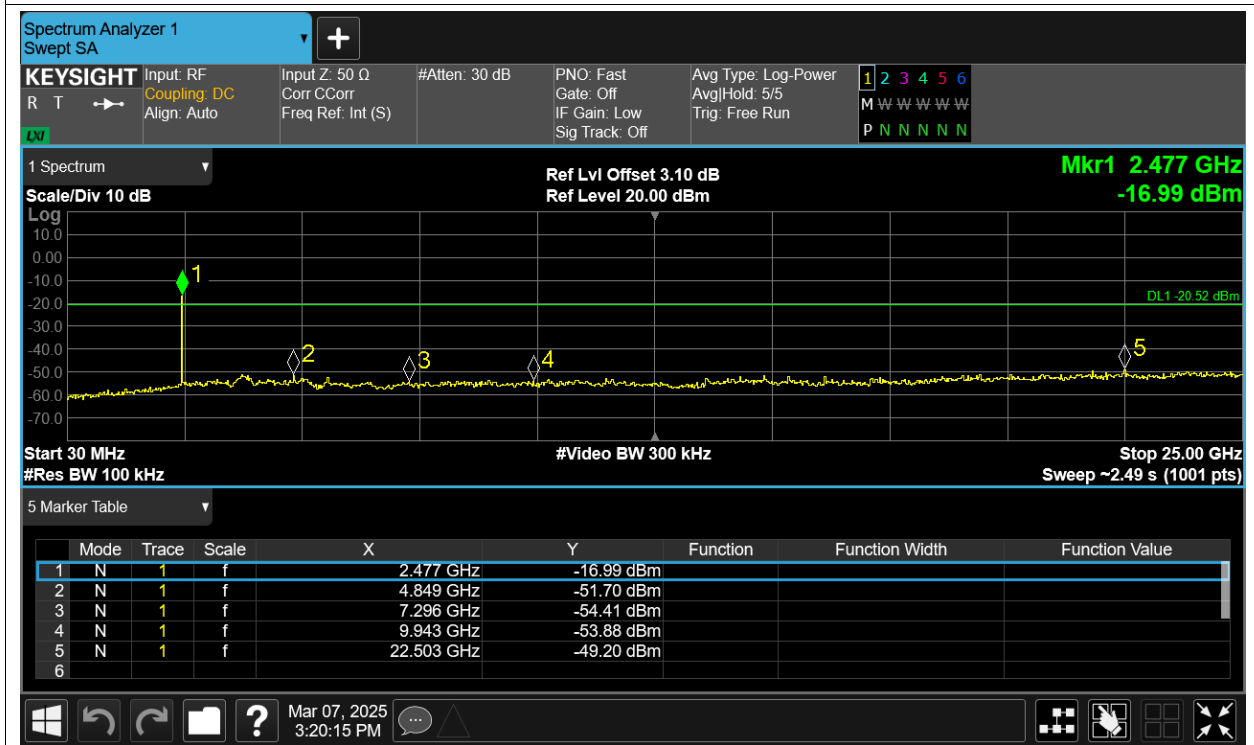 Spectrum Analyzer 1
Swept SA
KEYSIGHT
R T
LXI
Input: RF
Coupling: DC
Align: Auto
Input Z: 50 Ω
Corr CCorr
Freq Ref: Int (S)
#Atten: 30 dB
PNO: Fast
Gate: Off
IF Gain: Low
Sig Track: Off
Avg Type: Log-Power
Avg|Hold: 5/5
Trig: Free Run
1 2 3 4 5 6
M W W W W W
P N N N N N
1 Spectrum
Scale/Div 10 dB
Ref Lvl Offset 3.10 dB
Ref Level 20.00 dBm
Mkr1 2.477 GHz
-16.99 dBm
Log
10.0
0.00
-10.0
-20.0
-30.0
-40.0
-50.0
-60.0
-70.0
1
2
3
4
5
DL1 -20.52 dBm
Start 30 MHz
#Res BW 100 kHz
#Video BW 300 kHz
Stop 25.00 GHz
Sweep ~2.49 s (1001 pts)
5 Marker Table
Mode Trace Scale X Y Function Function Width Function Value
1 N 1 f 2.477 GHz -16.99 dBm
2 N 1 f 4.849 GHz -51.70 dBm
3 N 1 f 7.296 GHz -54.41 dBm
4 N 1 f 9.943 GHz -53.88 dBm
5 N 1 f 22.503 GHz -49.20 dBm
6
?
Mar 07, 2025
3:20:15 PM